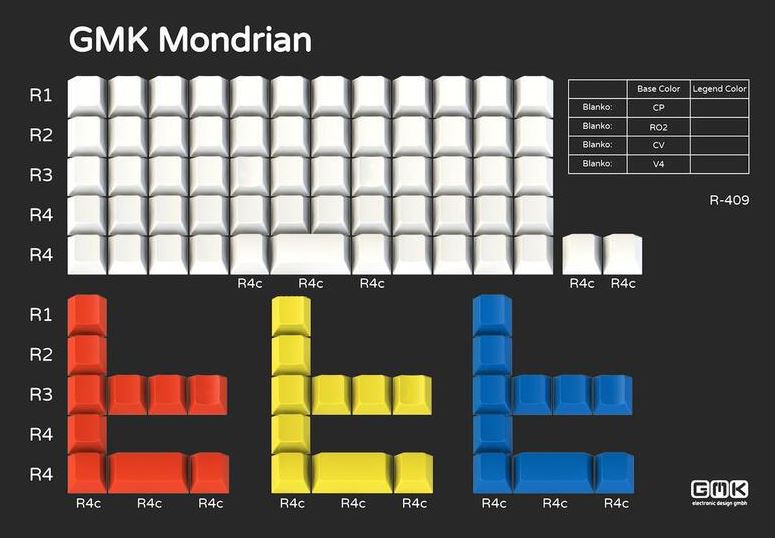 GMK Mondrian
R1
R2
R3
R4
R4
R4c R4c R4c R4c R4c
Base Color Legend Color
Blanko: CP
Blanko: RO2
Blanko: CV
Blanko: V4
R-409
R1
R2
R3
R4
R4
R4c R4c R4c R4c R4c R4c R4c R4c R4c
GMK
electronic design gmbh